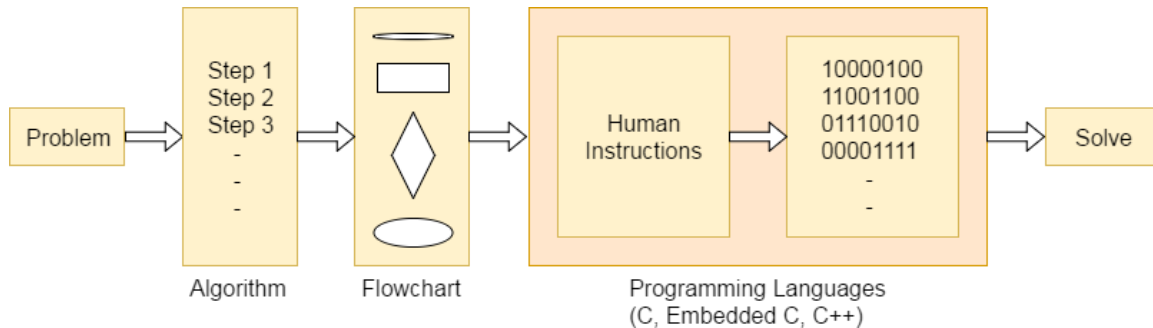 Problem
Step 1
Step 2
Step 3
-
-
-
Algorithm
Flowchart
Human
Instructions
10000100
11001100
01110010
00001111
-
-
Programming Languages
(C, Embedded C, C++)
Solve